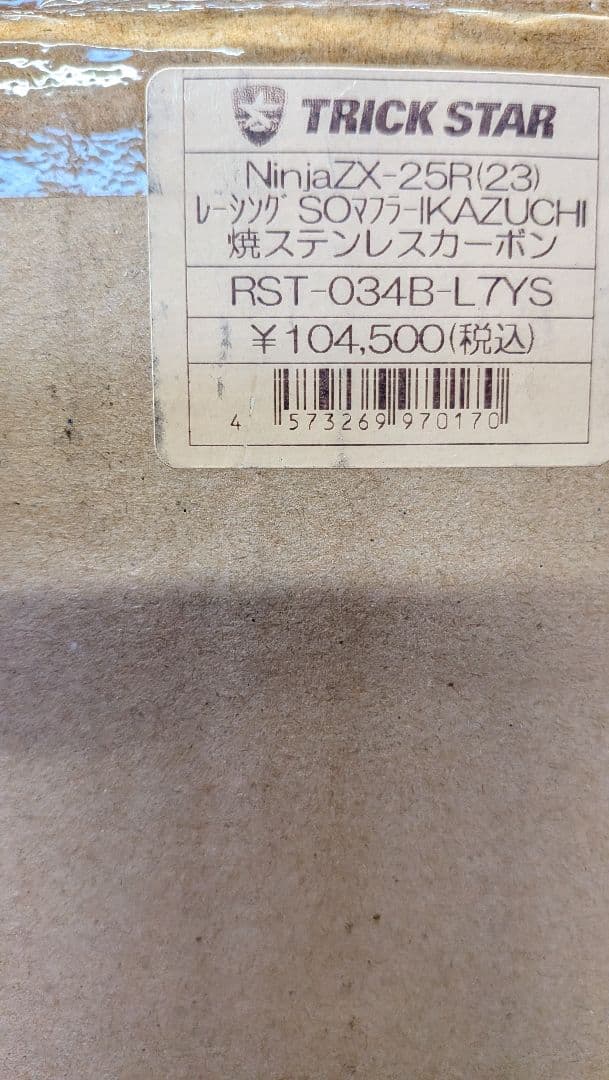 TRICK STAR
NinjaZX-25R(23)
ﾚｰｼﾝｸﾞ SOﾏﾌﾗｰIKAZUCHI
焼ステンレスカーボン
RST-034B-L7YS
￥104,500(税込)
4 573269 970170